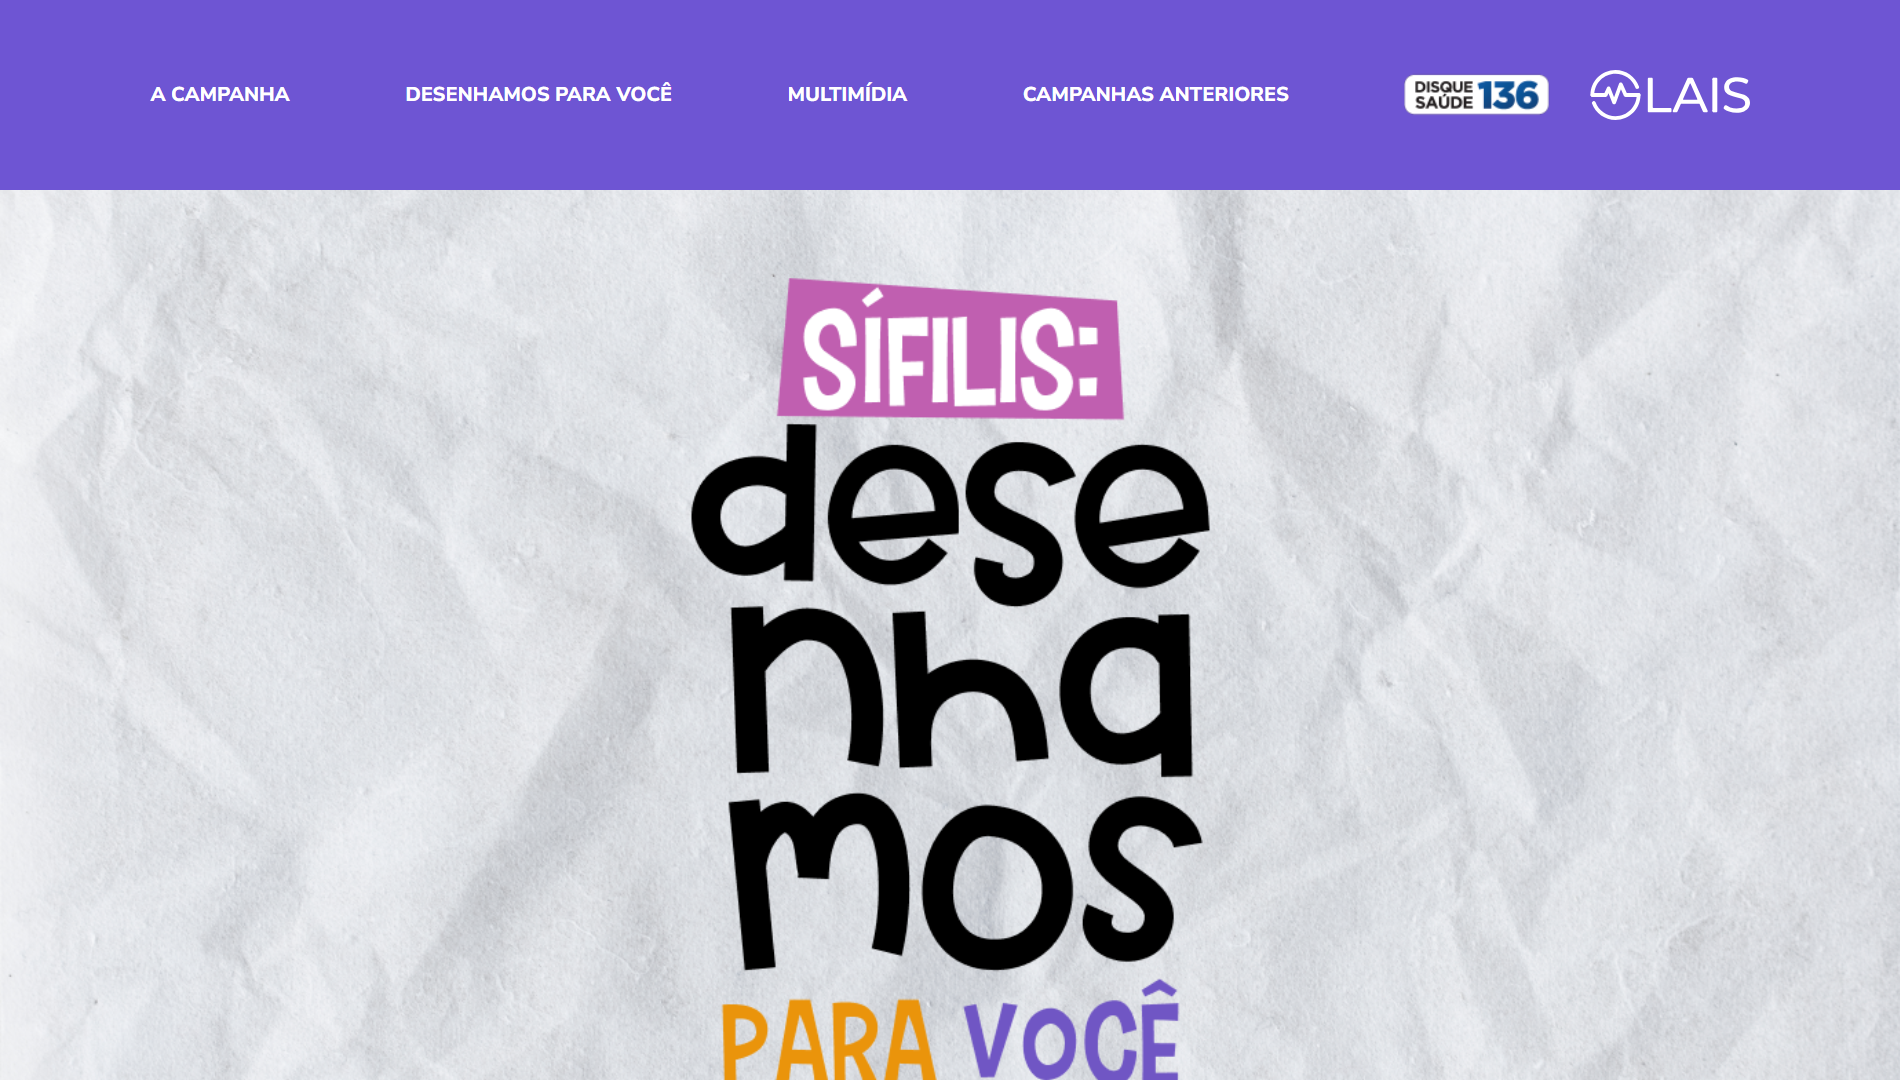 A CAMPANHA
DESENHAMOS PARA VOCÊ
MULTIMÍDIA
CAMPANHAS ANTERIORES
DISQUE
SAÚDE 136
LAIS
SÍFILIS:
dese
nha
mos
PARA VOCÊ